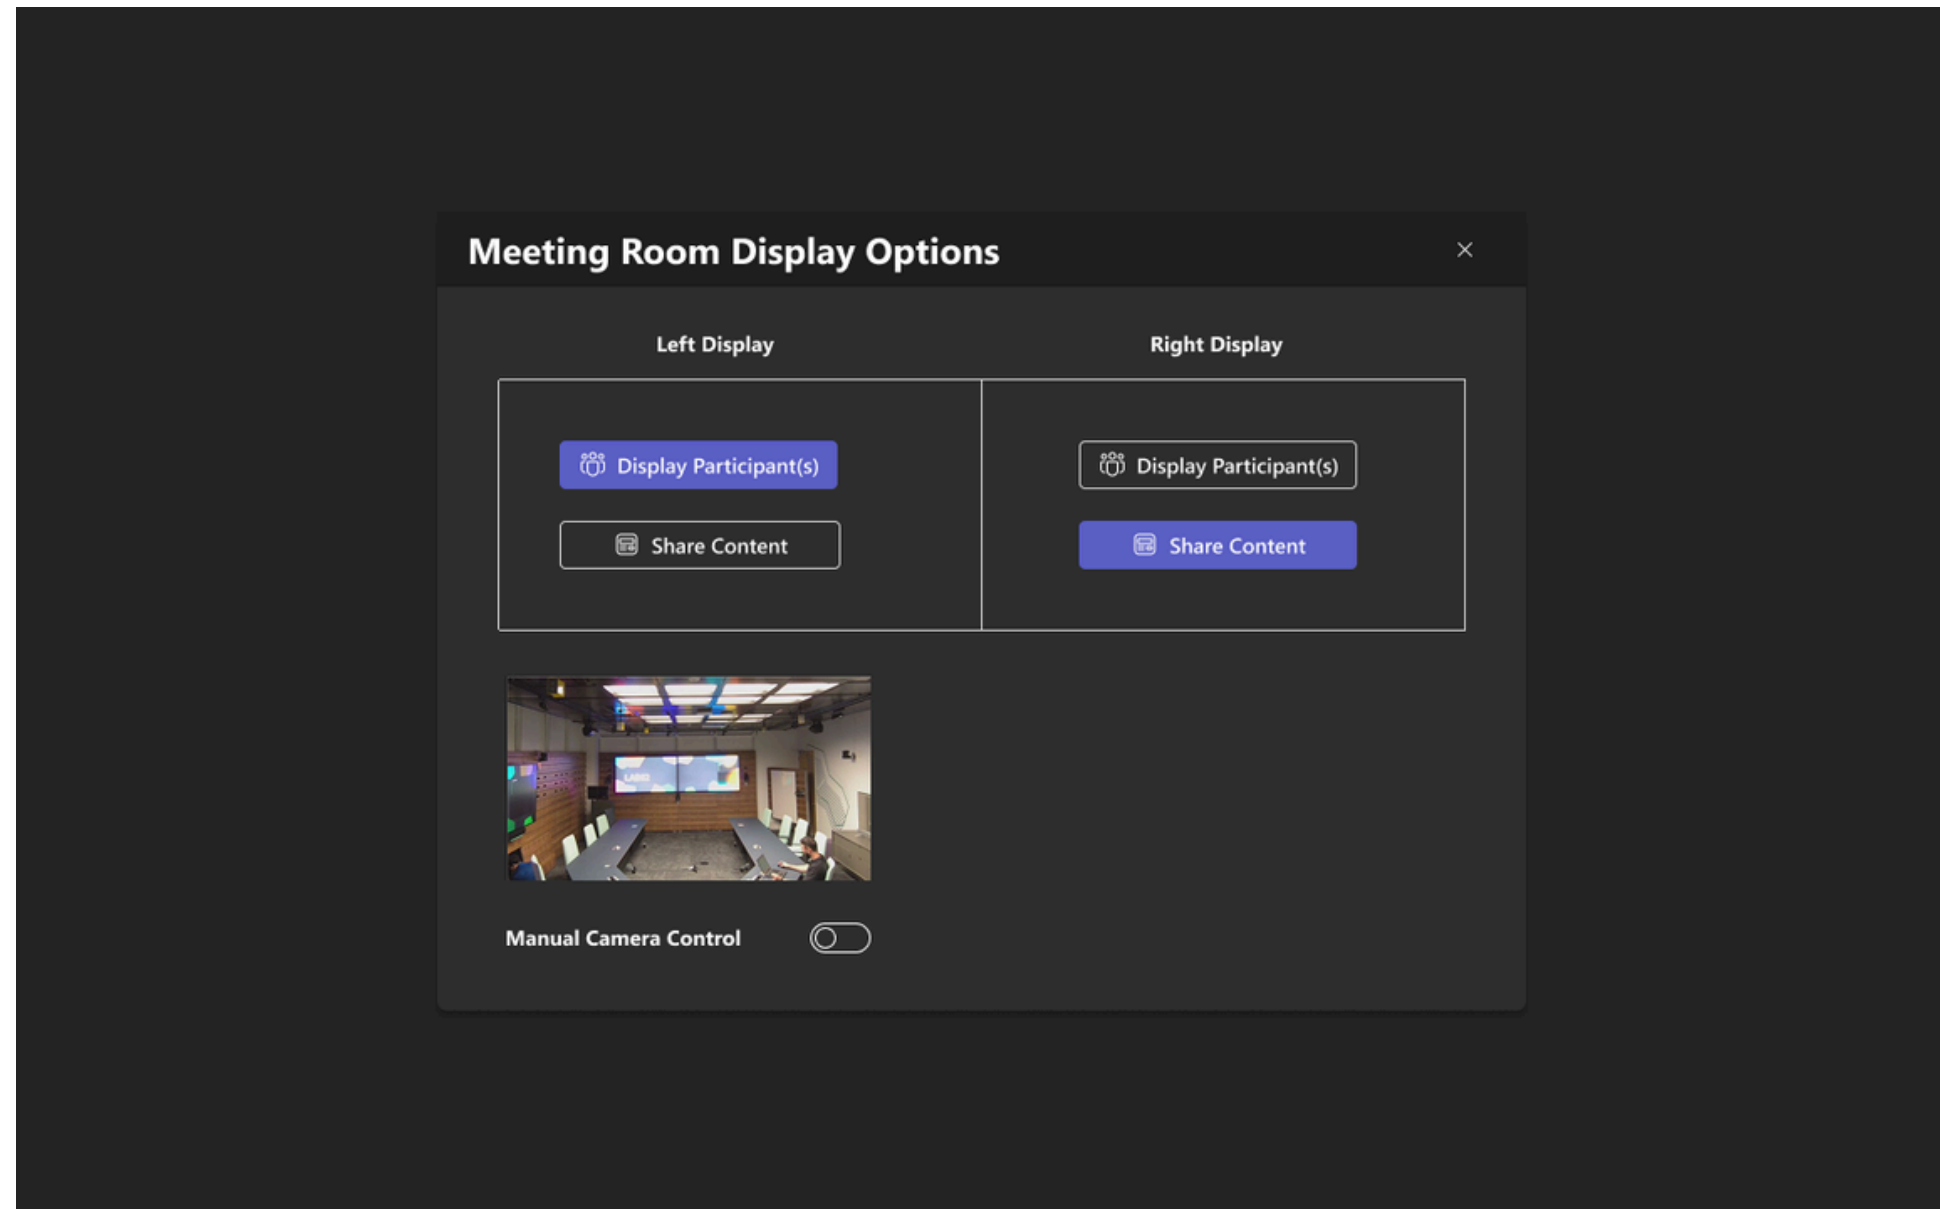 Meeting Room Display Options
Left Display
Right Display
Display Participant(s)
Display Participant(s)
Share Content
Share Content
Manual Camera Control